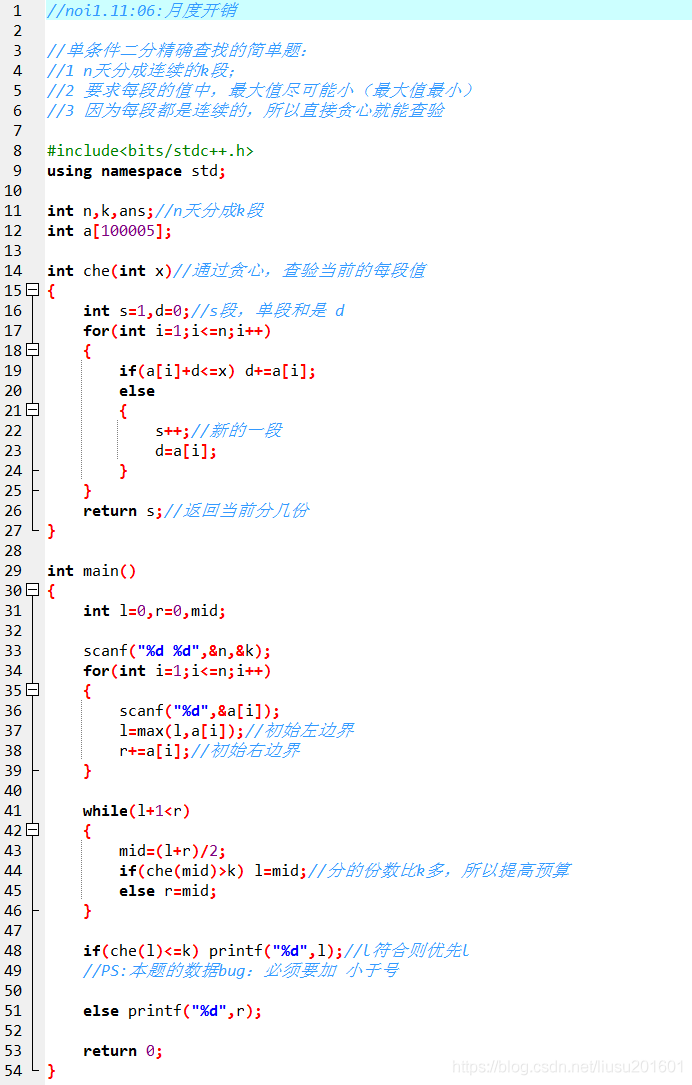 1 //noi1.11:06:月度开销
2
3 //单条件二分精确查找的简单题：
4 //1 n天分成连续的k段；
5 //2 要求每段的值中，最大值尽可能小（最大值最小）
6 //3 因为每段都是连续的，所以直接贪心就能查验
7
8 #include<bits/stdc++.h>
9 using namespace std;
10
11 int n,k,ans;//n天分成k段
12 int a[100005];
13
14 int che(int x)//通过贪心，查验当前的每段值
15 {
16     int s=1,d=0;//s段，单段和是 d
17     for(int i=1;i<=n;i++)
18     {
19         if(a[i]+d<=x) d+=a[i];
20         else
21         {
22             s++;//新的一段
23             d=a[i];
24         }
25     }
26     return s;//返回当前分几份
27 }
28
29 int main()
30 {
31     int l=0,r=0,mid;
32
33     scanf("%d %d",&n,&k);
34     for(int i=1;i<=n;i++)
35     {
36         scanf("%d",&a[i]);
37         l=max(l,a[i]);//初始左边界
38         r+=a[i];//初始右边界
39     }
40
41     while(l+1<r)
42     {
43         mid=(l+r)/2;
44         if(che(mid)>k) l=mid;//分的份数比k多，所以提高预算
45         else r=mid;
46     }
47
48     if(che(l)<=k) printf("%d",l);//l符合则优先l
49     //PS:本题的数据bug：必须要加 小于号
50
51     else printf("%d",r);
52
53     return 0;
54 }
https://blog.csdn.net/liusu201601